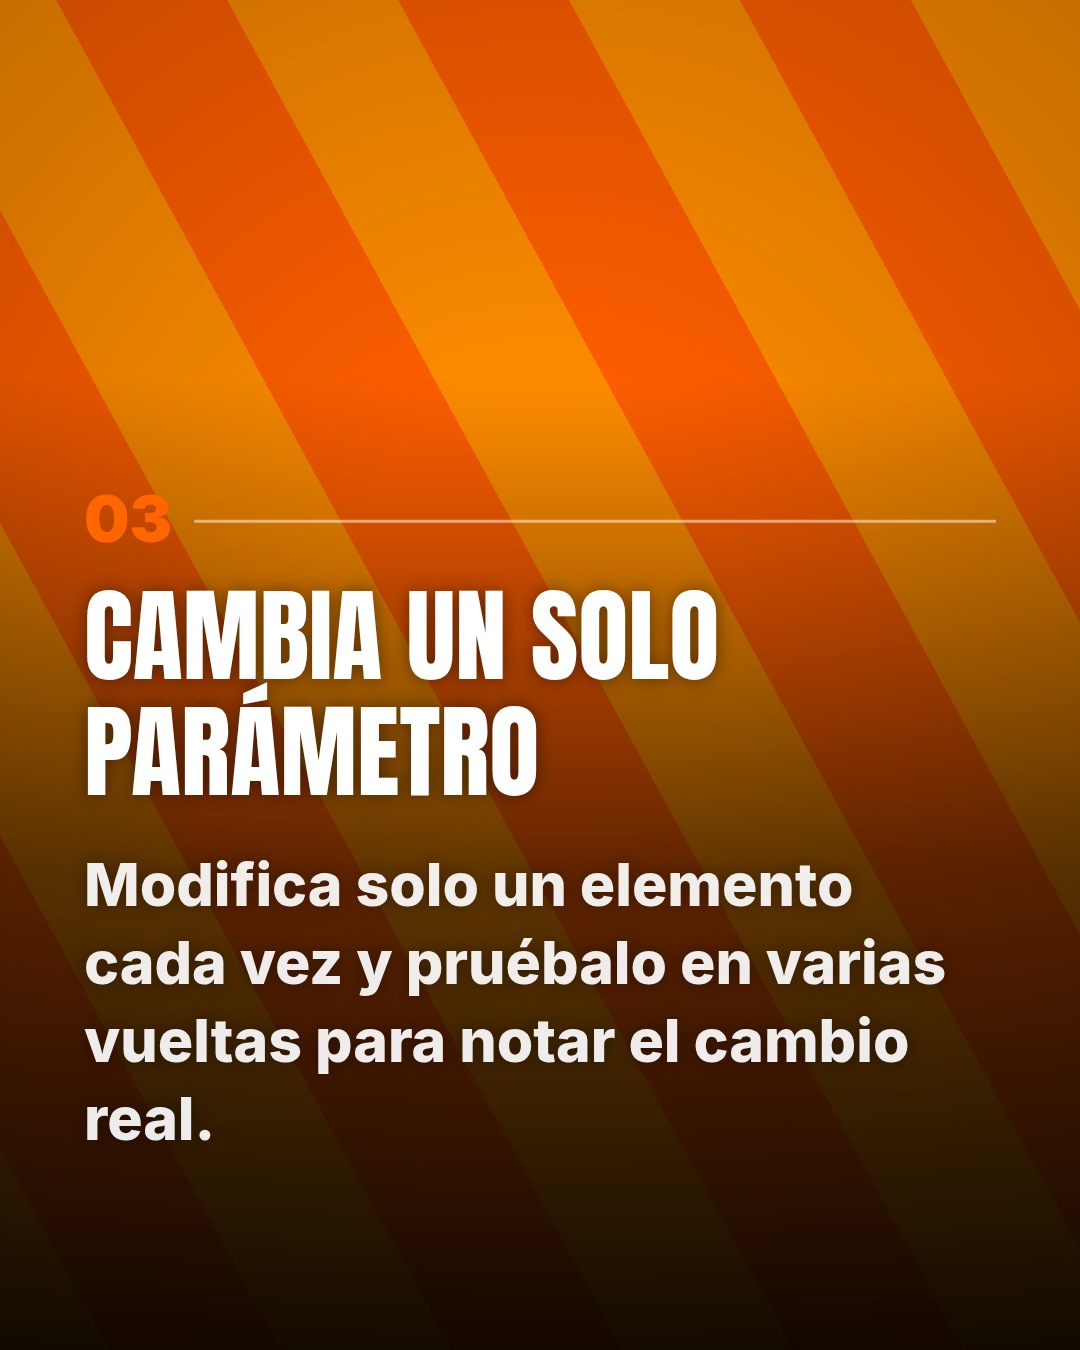 03
CAMBIA UN SOLO
PARÁMETRO
Modifica solo un elemento
cada vez y pruébalo en varias
vueltas para notar el cambio
real.